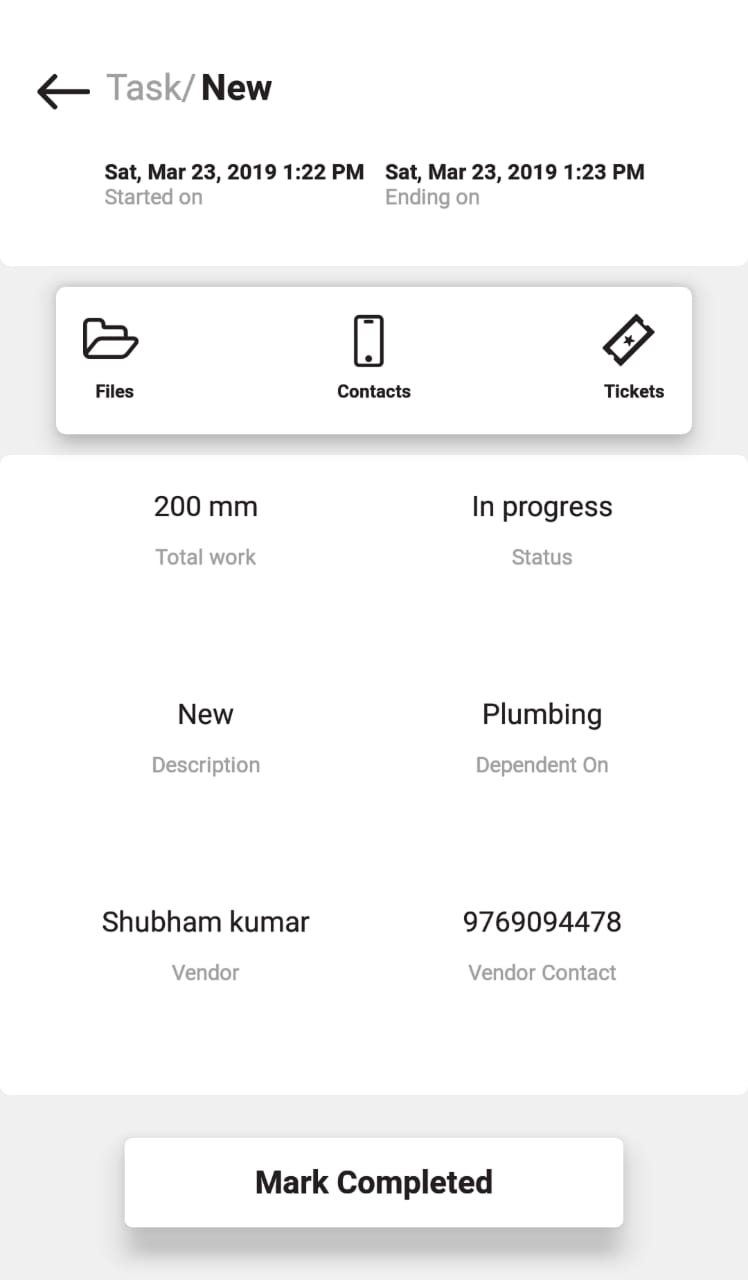 Task/ New
Sat, Mar 23, 2019 1:22 PM Sat, Mar 23, 2019 1:23 PM
Started on Ending on
Files Contacts Tickets
200 mm In progress
Total work Status
New Plumbing
Description Dependent On
Shubham kumar 9769094478
Vendor Vendor Contact
Mark Completed